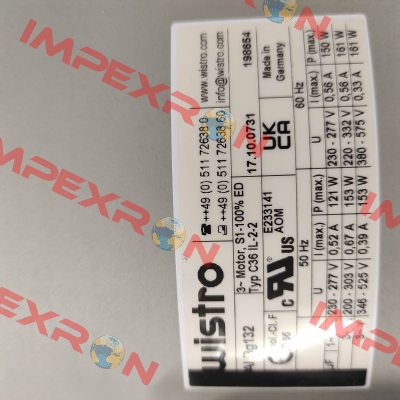 wistro
www.wistro.com
info@wistro.com
++49 (0) 511 72638 0
++49 (0) 511 72638 60
198654
Made in Germany
17.10.0731
3~ Motor, S1-100% ED
Typ C36 IL-2-2
E233141
AOM
C UL US
UK CA
50 Hz
60 Hz
U I (max.) P (max.) U I (max.) P (max.)
230 - 277 V 0,52 A 121 W 230 - 277 V 0,56 A 150 W
200 - 303 V 0,67 A 153 W 220 - 332 V 0,56 A 161 W
346 - 525 V 0,39 A 153 W 380 - 575 V 0,33 A 161 W
IMPEXRON
IMPEXRON
IMPEXRON